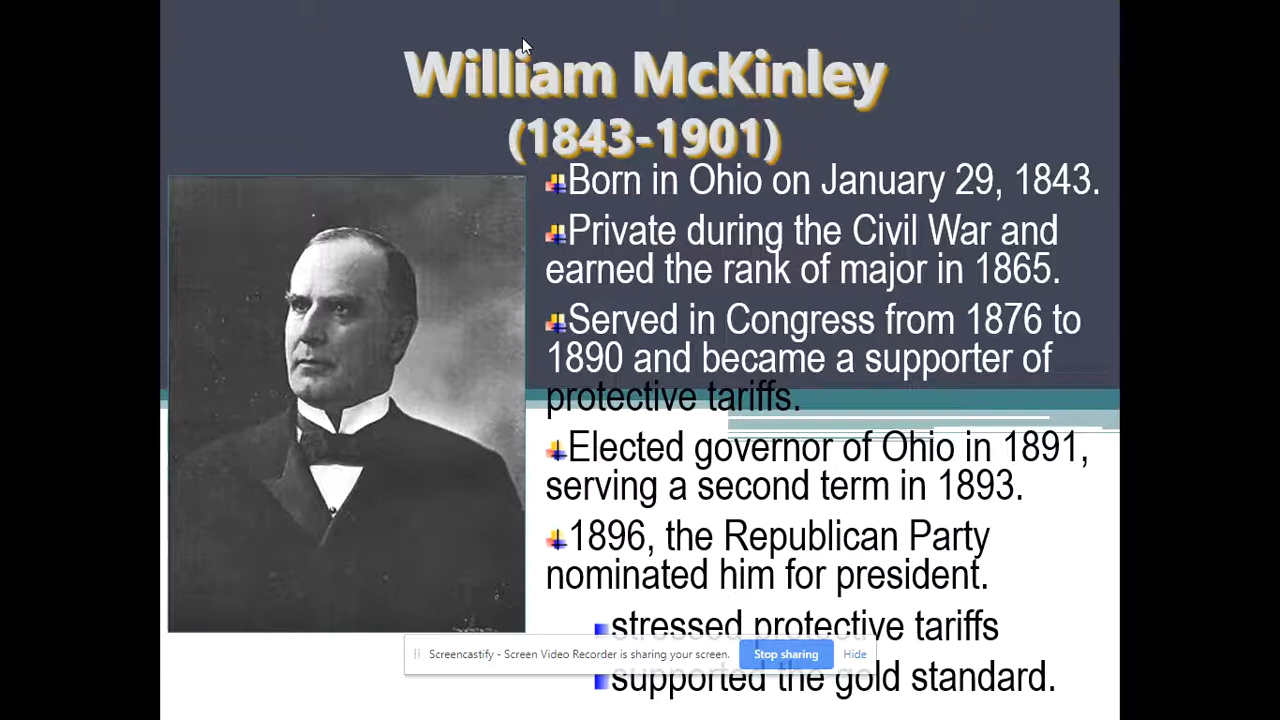 William McKinley
(1843-1901)
Born in Ohio on January 29, 1843.
Private during the Civil War and
earned the rank of major in 1865.
Served in Congress from 1876 to
1890 and became a supporter of
protective tariffs.
Elected governor of Ohio in 1891,
serving a second term in 1893.
1896, the Republican Party
nominated him for president.
stressed protective tariffs
Screencastify - Screen Video Recorder is sharing your screen. Stop sharing Hide
supported the gold standard.